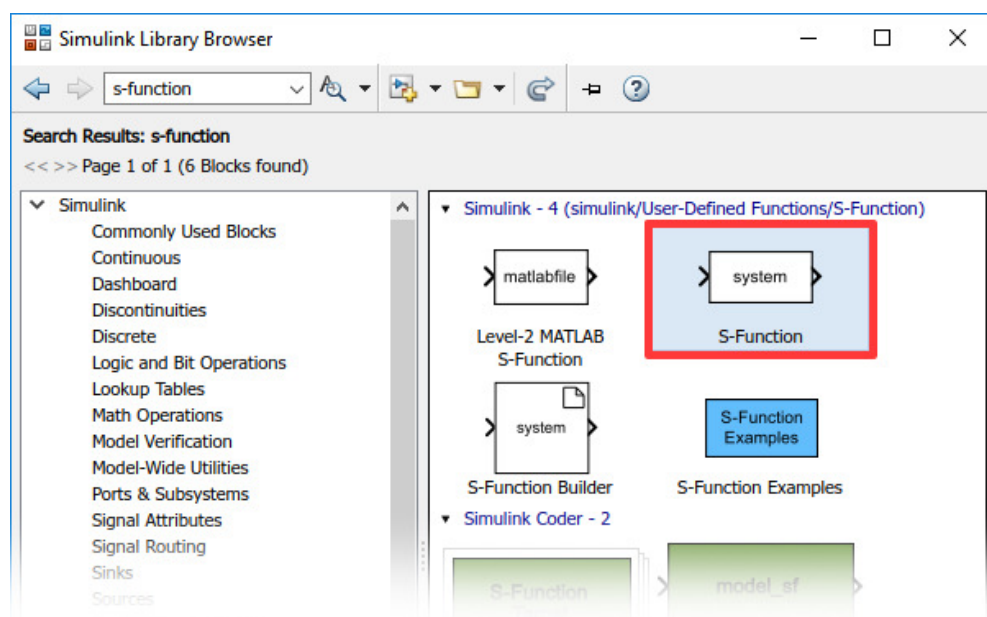 Simulink Library Browser
s-function
Search Results: s-function
<< >> Page 1 of 1 (6 Blocks found)
Simulink
Commonly Used Blocks
Continuous
Dashboard
Discontinuities
Discrete
Logic and Bit Operations
Lookup Tables
Math Operations
Model Verification
Model-Wide Utilities
Ports & Subsystems
Signal Attributes
Signal Routing
Sinks
Sources
Simulink - 4 (simulink/User-Defined Functions/S-Function)
matlabfile
Level-2 MATLAB
S-Function
system
S-Function
system
S-Function Builder
S-Function
Examples
S-Function Examples
Simulink Coder - 2
S-Function
model_sf